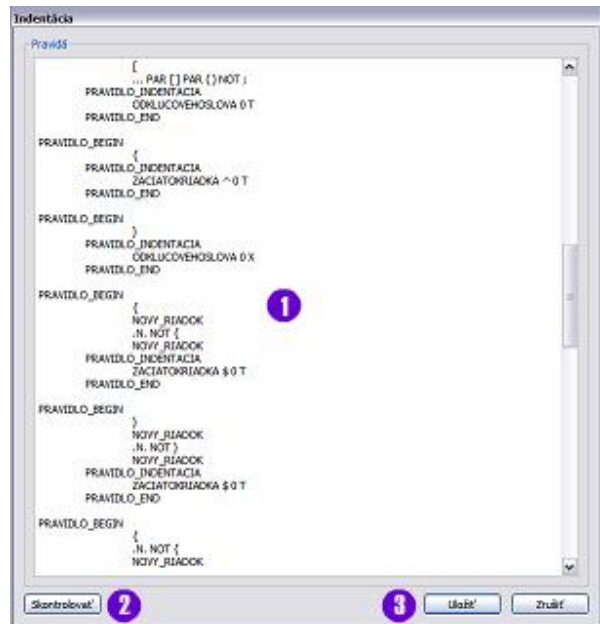 Indentácia
Pravidá
{
... PAR [] PAR {} NOT ;
PRAVIDLO_INDENTACIA
ODKLUCOVEHOSLOVA 0 T
PRAVIDLO_END
PRAVIDLO_BEGIN
{
PRAVIDLO_INDENTACIA
ZACIATOKRIADKA ^ 0 T
PRAVIDLO_END
PRAVIDLO_BEGIN
}
PRAVIDLO_INDENTACIA
ODKLUCOVEHOSLOVA 0 X
PRAVIDLO_END
PRAVIDLO_BEGIN
{
NOVY_RIADOK
.N. NOT {
NOVY_RIADOK
PRAVIDLO_INDENTACIA
ZACIATOKRIADKA $ 0 T
PRAVIDLO_END
PRAVIDLO_BEGIN
}
NOVY_RIADOK
.N. NOT }
NOVY_RIADOK
PRAVIDLO_INDENTACIA
ZACIATOKRIADKA $ 0 T
PRAVIDLO_END
PRAVIDLO_BEGIN
{
.N. NOT {
NOVY_RIADOK
1
Skontrolovať 2 3 Uložiť Zrušiť